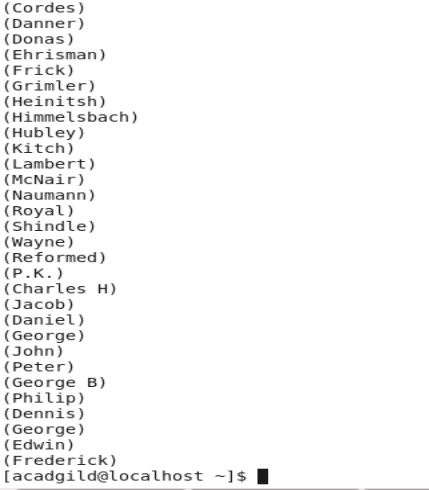 (Cordes)
(Danner)
(Donas)
(Ehrisman)
(Frick)
(Grimler)
(Heinitsh)
(Himmelsbach)
(Hubley)
(Kitch)
(Lambert)
(McNair)
(Naumann)
(Royal)
(Shindle)
(Wayne)
(Reformed)
(P.K.)
(Charles H)
(Jacob)
(Daniel)
(George)
(John)
(Peter)
(George B)
(Philip)
(Dennis)
(George)
(Edwin)
(Frederick)
[acadgild@localhost ~]$